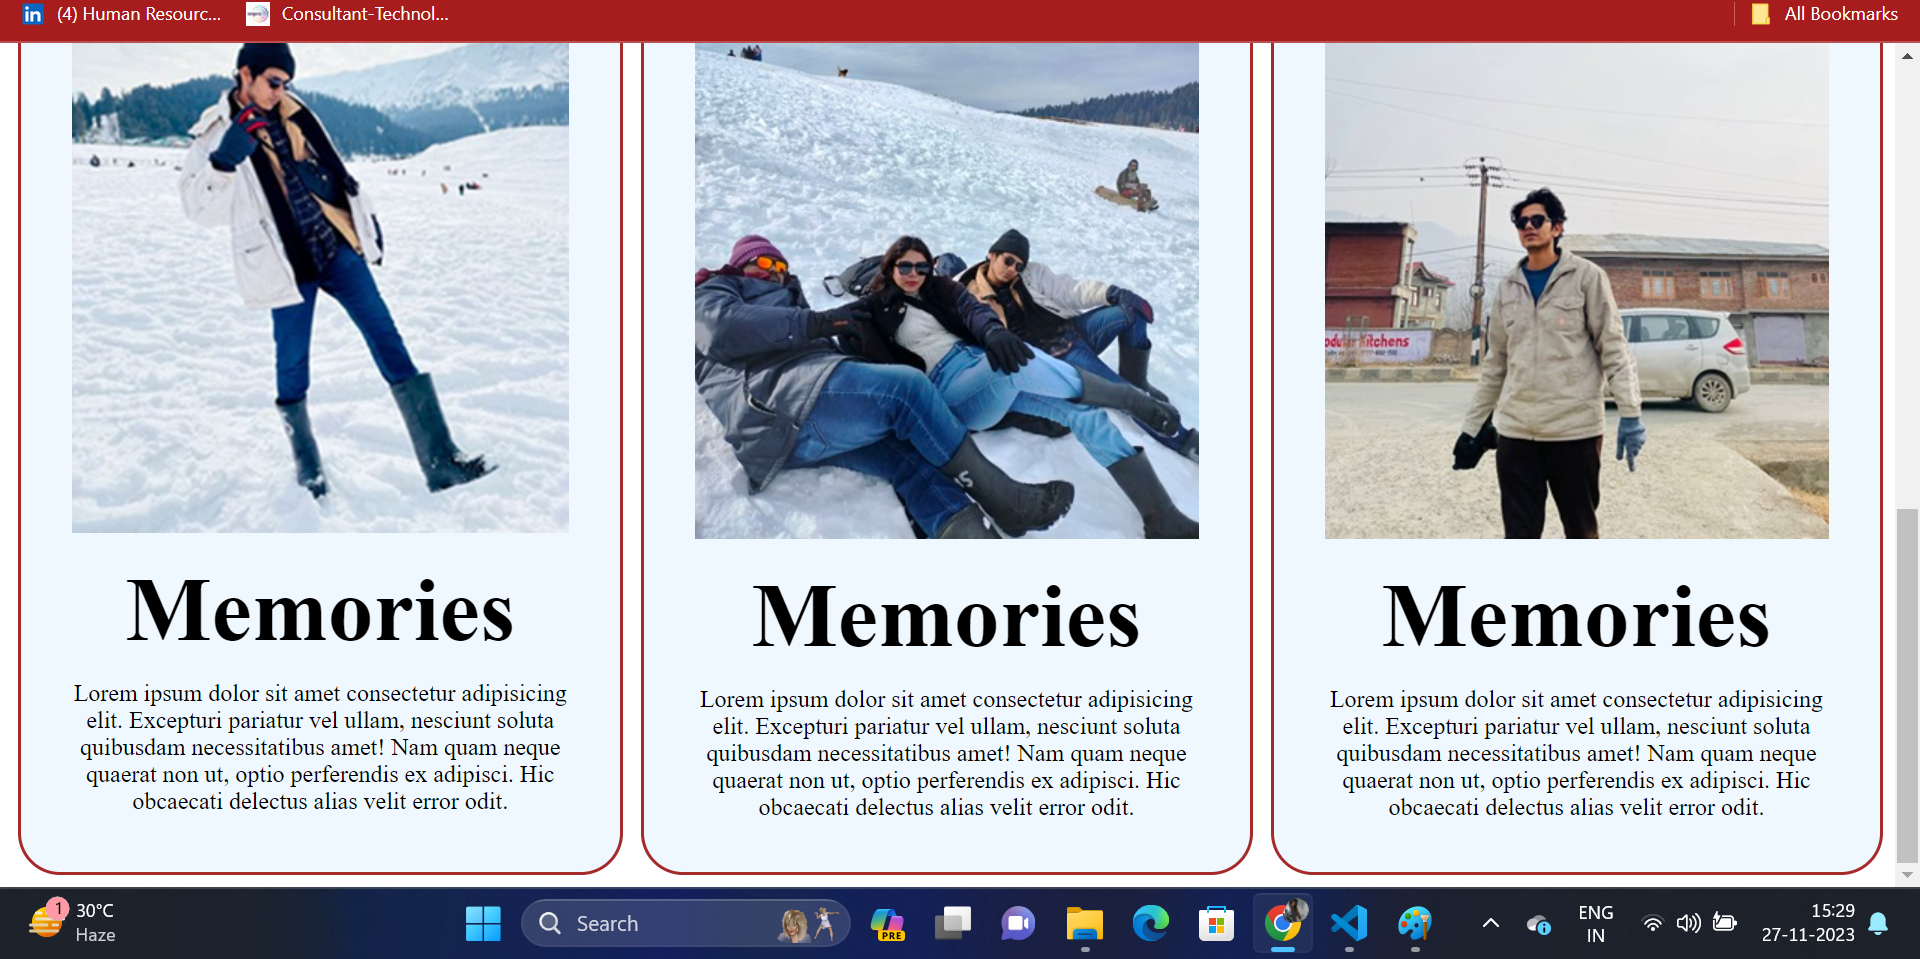 (4) Human Resourc...
Consultant-Technol...
All Bookmarks
Kitchens
Memories
Lorem ipsum dolor sit amet consectetur adipisicing
elit. Excepturi pariatur vel ullam, nesciunt soluta
quibusdam necessitatibus amet! Nam quam neque
quaerat non ut, optio perferendis ex adipisci. Hic
obcaecati delectus alias velit error odit.
Memories
Lorem ipsum dolor sit amet consectetur adipisicing
elit. Excepturi pariatur vel ullam, nesciunt soluta
quibusdam necessitatibus amet! Nam quam neque
quaerat non ut, optio perferendis ex adipisci. Hic
obcaecati delectus alias velit error odit.
Memories
Lorem ipsum dolor sit amet consectetur adipisicing
elit. Excepturi pariatur vel ullam, nesciunt soluta
quibusdam necessitatibus amet! Nam quam neque
quaerat non ut, optio perferendis ex adipisci. Hic
obcaecati delectus alias velit error odit.
1
30°C
Haze
Search
PRE
ENG
IN
15:29
27-11-2023